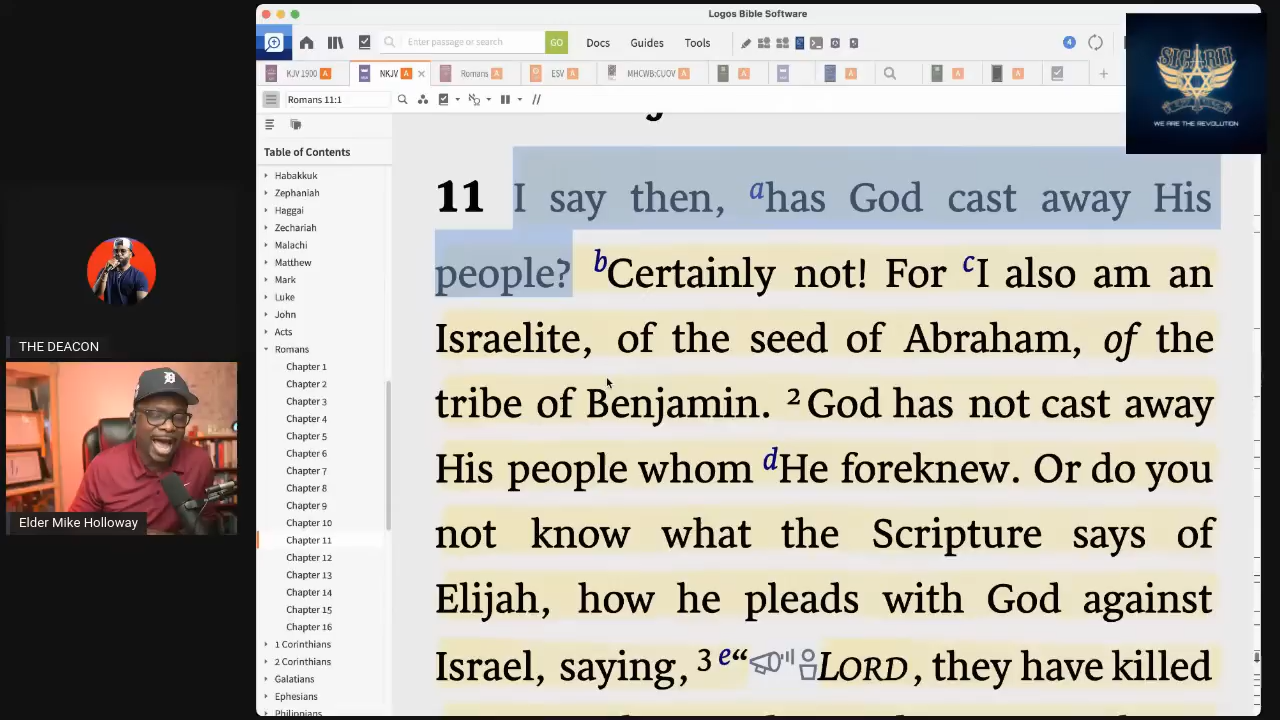 Logos Bible Software
Enter passage or search
GO
Docs
Guides
Tools
4
KJV 1900 A
NKJV A
Romans A
ESV A
MHCWB:CUOV A
A
A
A
A
Romans 11:1
SICARII
WE ARE THE REVOLUTION
Table of Contents
Habakkuk
Zephaniah
Haggai
Zechariah
Malachi
Matthew
Mark
Luke
John
Acts
Romans
Chapter 1
Chapter 2
Chapter 3
Chapter 4
Chapter 5
Chapter 6
Chapter 7
Chapter 8
Chapter 9
Chapter 10
Chapter 11
Chapter 12
Chapter 13
Chapter 14
Chapter 15
Chapter 16
1 Corinthians
2 Corinthians
Galatians
Ephesians
Philippians
11 I say then, a has God cast away His
people? b Certainly not! For c I also am an
Israelite, of the seed of Abraham, of the
tribe of Benjamin. 2 God has not cast away
His people whom d He foreknew. Or do you
not know what the Scripture says of
Elijah, how he pleads with God against
Israel, saying, 3 e “LORD, they have killed
THE DEACON
D
Elder Mike Holloway